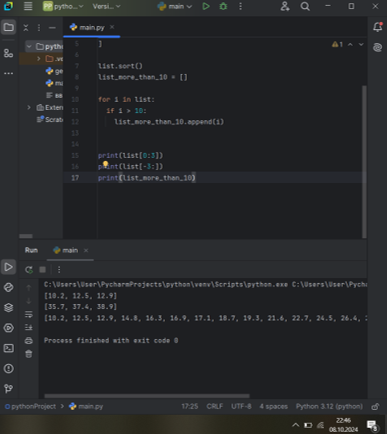 pytho...
Version
main
main.py
pytho
.ve
ge
ma
Exter
Scrat
5 ]
6
7 list.sort()
8 list_more_than_10 = []
9
10 for i in list:
11 if i > 10:
12 list_more_than_10.append(i)
13
14
15 print(list[0:3])
16 print(list[-3:])
17 print(list_more_than_10)
1
Run main
C:\Users\User\PycharmProjects\python\venv\Scripts\python.exe C:\Users\User\Pych
[10.2, 12.5, 12.9]
[35.7, 37.4, 38.9]
[10.2, 12.5, 12.9, 14.8, 16.3, 16.9, 17.1, 18.7, 19.3, 21.6, 22.7, 24.5, 26.4, 2
Process finished with exit code 0
pythonProject > main.py 17:25 CRLF UTF-8 4 spaces Python 3.12 (python)
22:46
08.10.2024